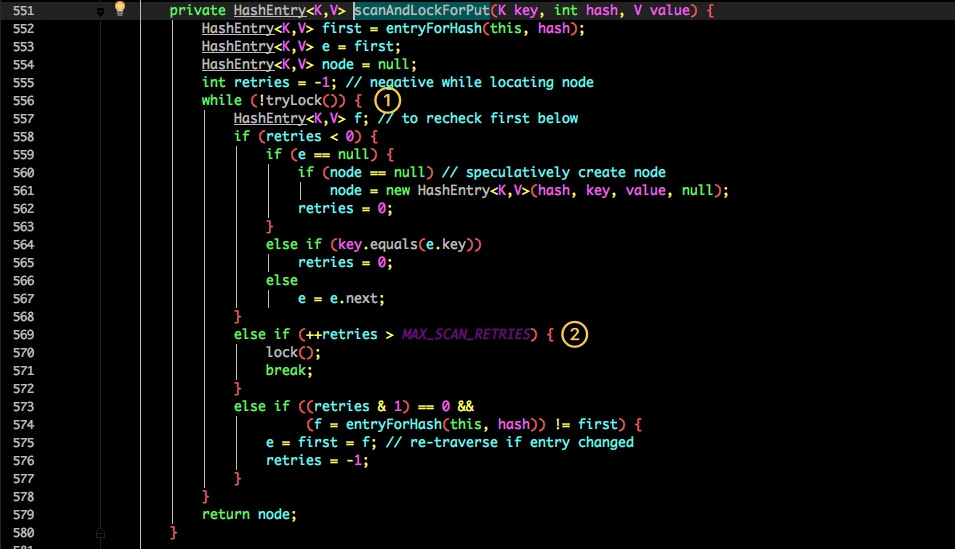 551 private HashEntry<K,V> scanAndLockForPut(K key, int hash, V value) {
552 HashEntry<K,V> first = entryForHash(this, hash);
553 HashEntry<K,V> e = first;
554 HashEntry<K,V> node = null;
555 int retries = -1; // negative while locating node
556 while (!tryLock()) { 1
557 HashEntry<K,V> f; // to recheck first below
558 if (retries < 0) {
559 if (e == null) {
560 if (node == null) // speculatively create node
561 node = new HashEntry<K,V>(hash, key, value, null);
562 retries = 0;
563 }
564 else if (key.equals(e.key))
565 retries = 0;
566 else
567 e = e.next;
568 }
569 else if (++retries > MAX_SCAN_RETRIES) { 2
570 lock();
571 break;
572 }
573 else if ((retries & 1) == 0 &&
574 (f = entryForHash(this, hash)) != first) {
575 e = first = f; // re-traverse if entry changed
576 retries = -1;
577 }
578 }
579 return node;
580 }